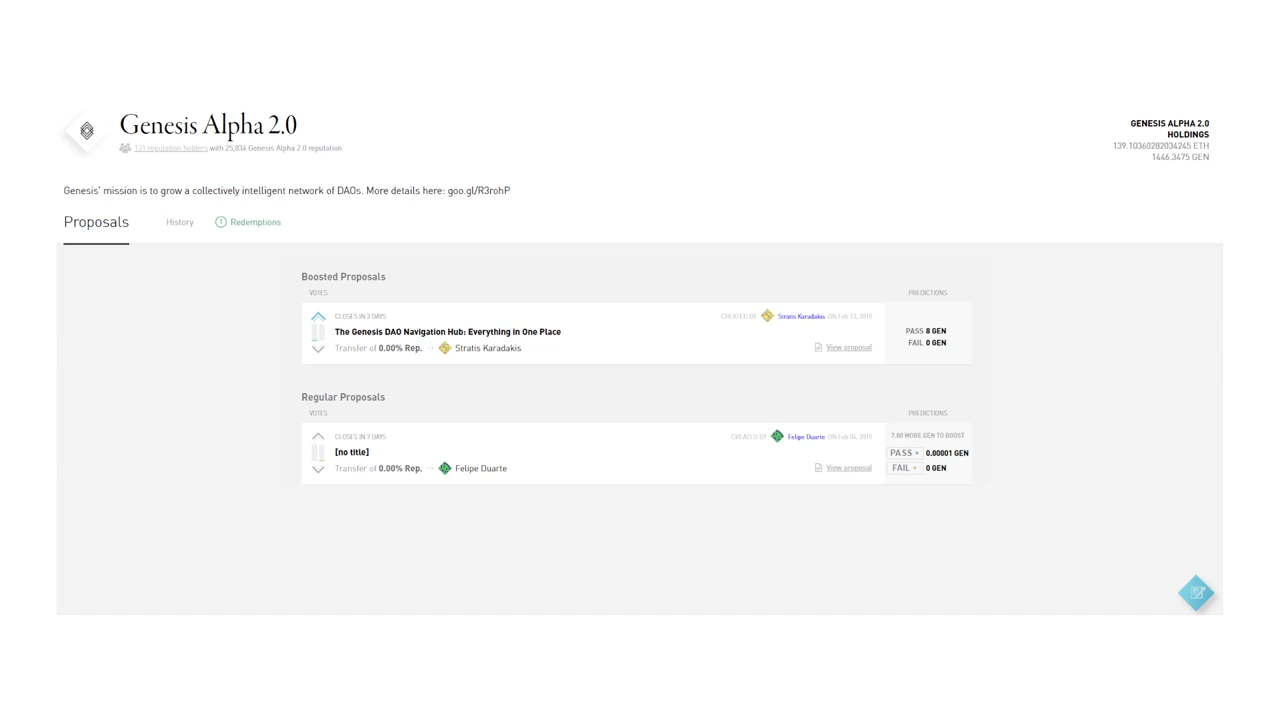 Genesis Alpha 2.0
131 reputation holders with 25,834 Genesis Alpha 2.0 reputation
GENESIS ALPHA 2.0
HOLDINGS
139.10360282034245 ETH
1446.3475 GEN
Genesis' mission is to grow a collectively intelligent network of DAOs. More details here: goo.gl/R3rohP
Proposals History 1 Redemptions
Boosted Proposals
VOTES PREDICTIONS
CLOSES IN 3 DAYS CREATED BY Stratis Karadakis ON Feb 13, 2019
The Genesis DAO Navigation Hub: Everything in One Place
Transfer of 0.00% Rep. → Stratis Karadakis View proposal
PASS 8 GEN
FAIL 0 GEN
Regular Proposals
VOTES PREDICTIONS
CLOSES IN 7 DAYS CREATED BY Felipe Duarte ON Feb 04, 2019
[no title]
Transfer of 0.00% Rep. → Felipe Duarte View proposal
7.00 MORE GEN TO BOOST
PASS + 0.00001 GEN
FAIL + 0 GEN